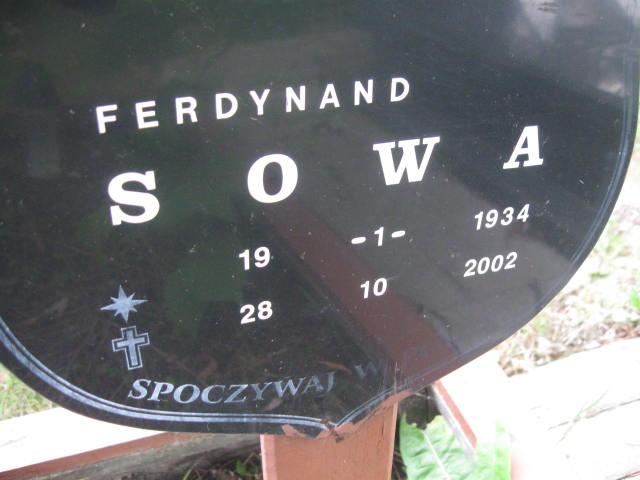 FERDYNAND
SOWA
19 -1- 1934
28 10 2002
SPOCZYWAJ W